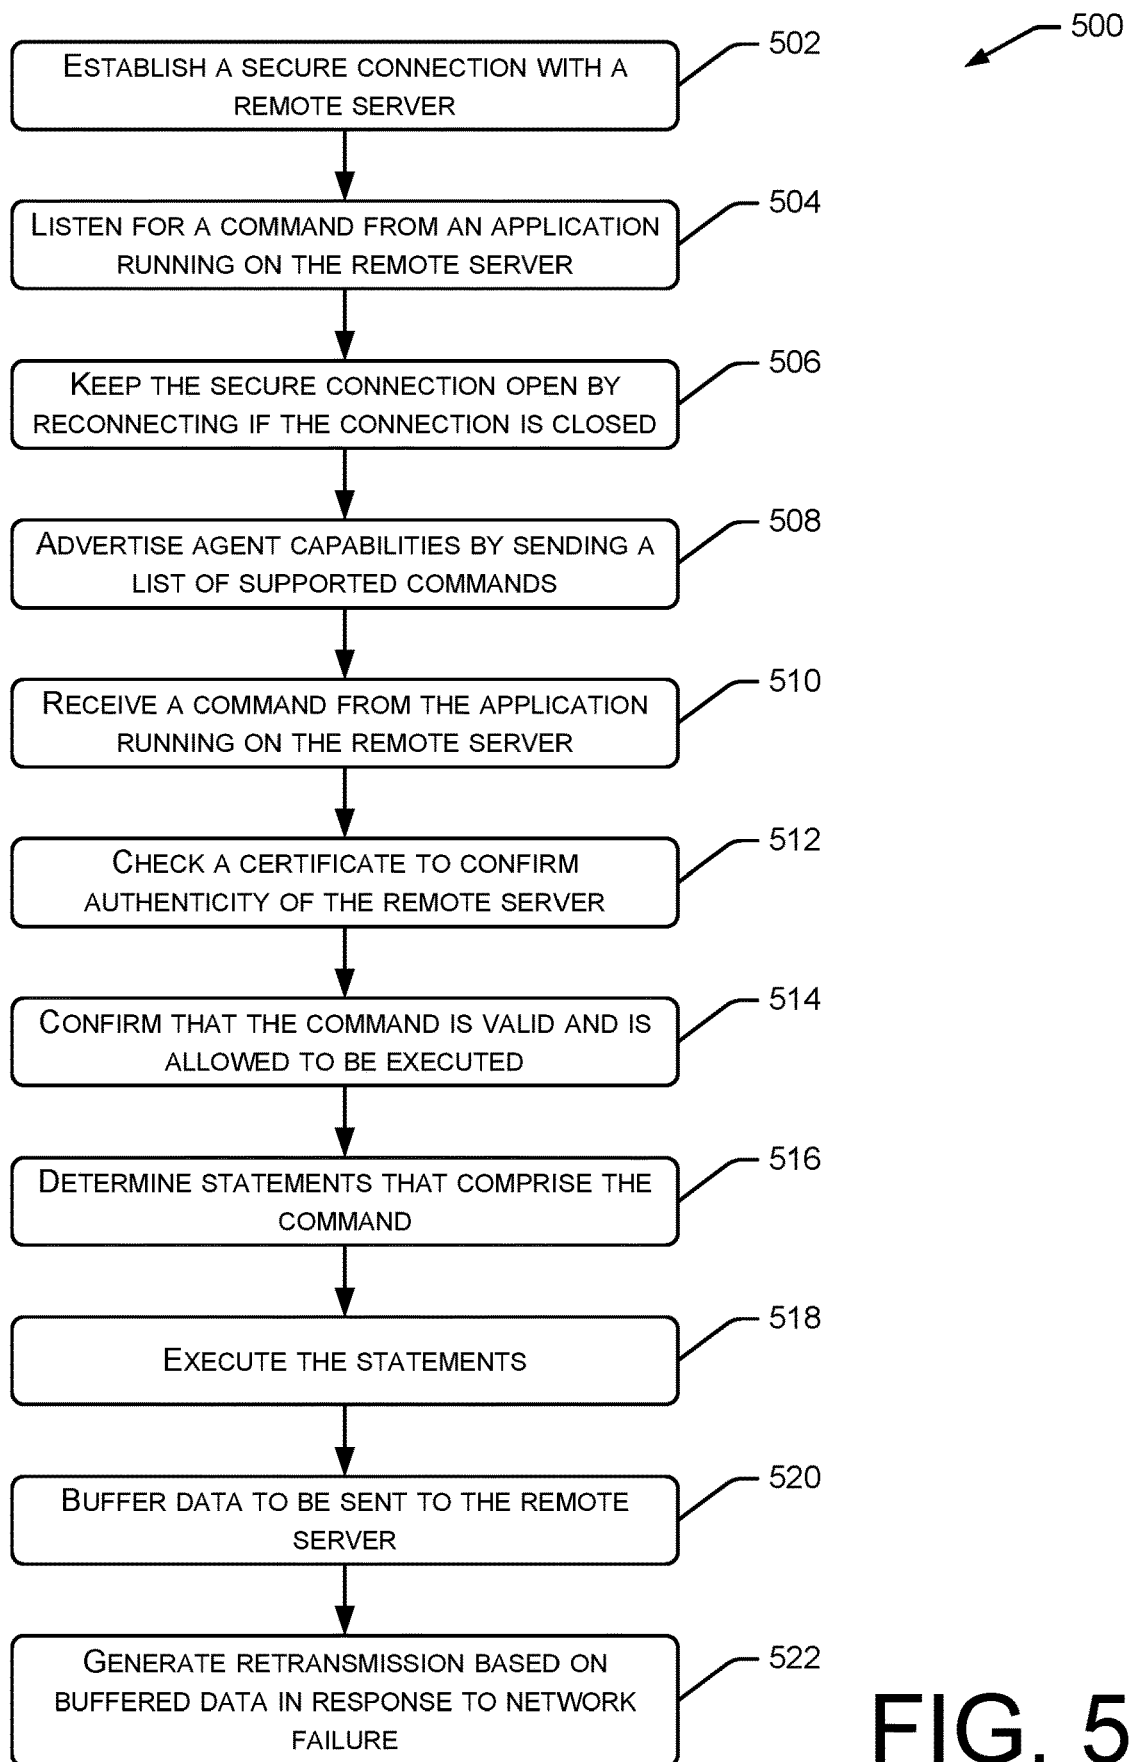 500
502
ESTABLISH A SECURE CONNECTION WITH A
REMOTE SERVER
504
LISTEN FOR A COMMAND FROM AN APPLICATION
RUNNING ON THE REMOTE SERVER
506
KEEP THE SECURE CONNECTION OPEN BY
RECONNECTING IF THE CONNECTION IS CLOSED
508
ADVERTISE AGENT CAPABILITIES BY SENDING A
LIST OF SUPPORTED COMMANDS
510
RECEIVE A COMMAND FROM THE APPLICATION
RUNNING ON THE REMOTE SERVER
512
CHECK A CERTIFICATE TO CONFIRM
AUTHENTICITY OF THE REMOTE SERVER
514
CONFIRM THAT THE COMMAND IS VALID AND IS
ALLOWED TO BE EXECUTED
516
DETERMINE STATEMENTS THAT COMPRISE THE
COMMAND
518
EXECUTE THE STATEMENTS
520
BUFFER DATA TO BE SENT TO THE REMOTE
SERVER
522
GENERATE RETRANSMISSION BASED ON
BUFFERED DATA IN RESPONSE TO NETWORK
FAILURE
FIG. 5